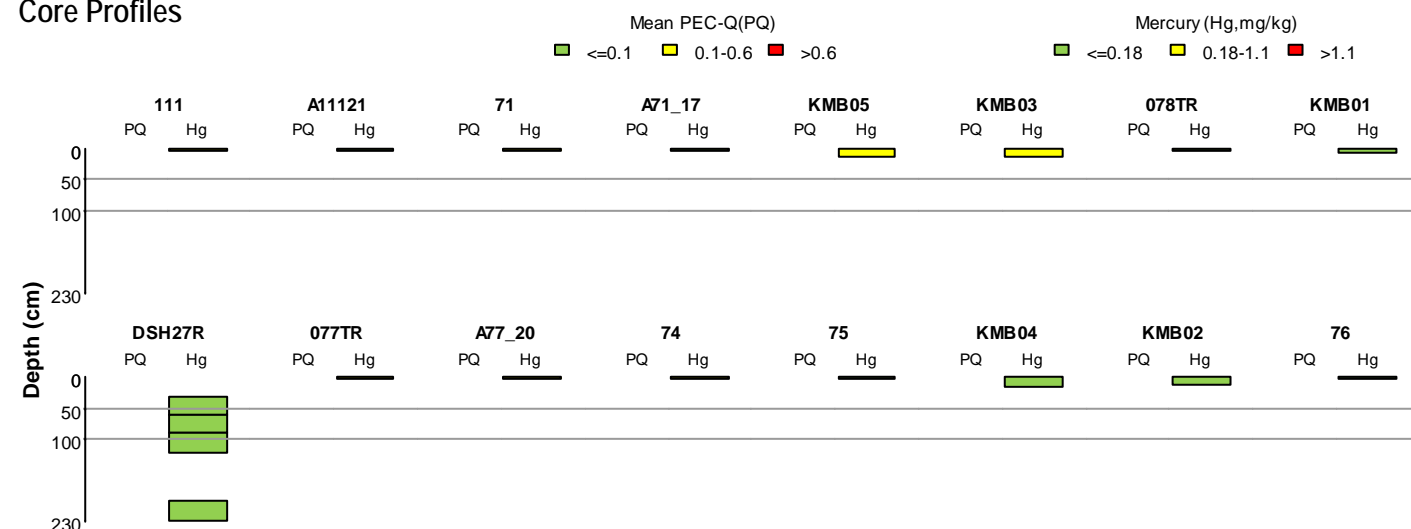 Core Profiles
Mean PEC-Q(PQ) Mercury (Hg,mg/kg)
<=0.1 0.1-0.6 >0.6 <=0.18 0.18-1.1 >1.1
111 A11121 71 A71_17 KMB05 KMB03 078TR KMB01
PQ Hg PQ Hg PQ Hg PQ Hg PQ Hg PQ Hg PQ Hg PQ Hg
0
50
100
230
Depth (cm)
DSH27R 077TR A77_20 74 75 KMB04 KMB02 76
PQ Hg PQ Hg PQ Hg PQ Hg PQ Hg PQ Hg PQ Hg PQ Hg
0
50
100
230